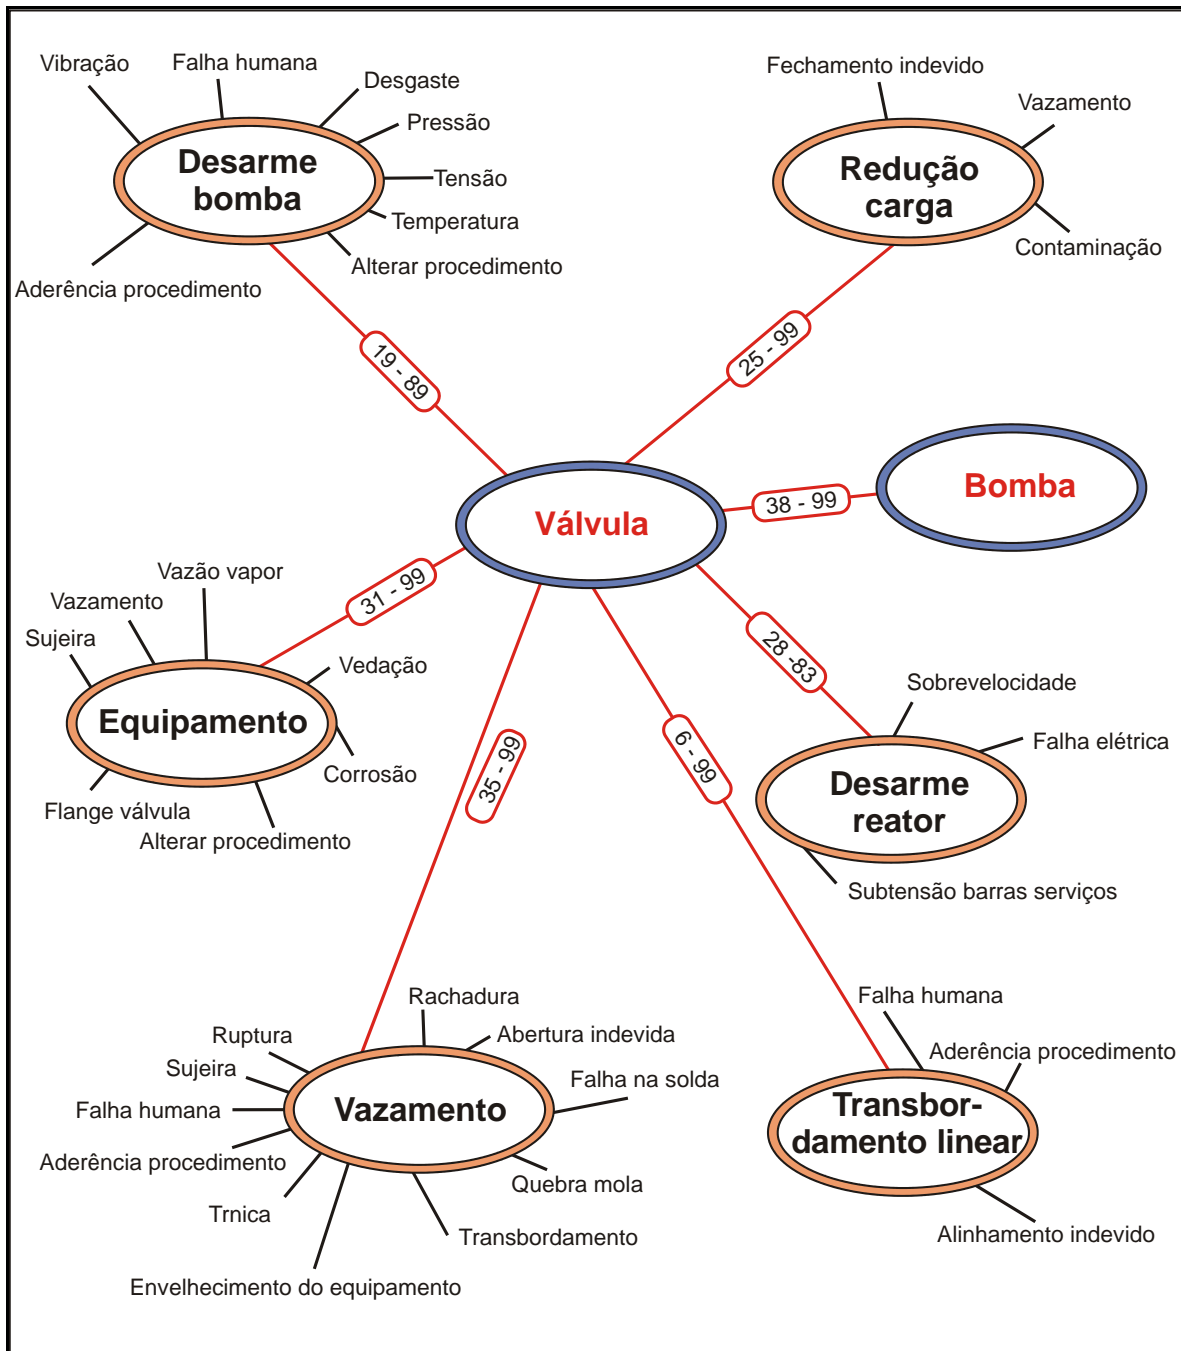 Falha humana
Vibração
Desgaste
Pressão
Desarme
bomba
Tensão
Temperatura
Alterar procedimento
Aderência procedimento
Fechamento indevido
Vazamento
Redução
carga
Contaminação
19 - 89
25 - 99
Bomba
38 - 99
Válvula
31 - 99
Vazão vapor
Vazamento
Sujeira
Vedação
Equipamento
Corrosão
Flange válvula
Alterar procedimento
28 -83
35 - 99
6 - 99
Sobrevelocidade
Falha elétrica
Desarme
reator
Subtensão barras serviços
Rachadura
Ruptura
Abertura indevida
Sujeira
Falha na solda
Falha humana
Vazamento
Aderência procedimento
Quebra mola
Trnica
Transbordamento
Envelhecimento do equipamento
Falha humana
Aderência procedimento
Transbor-
damento linear
Alinhamento indevido